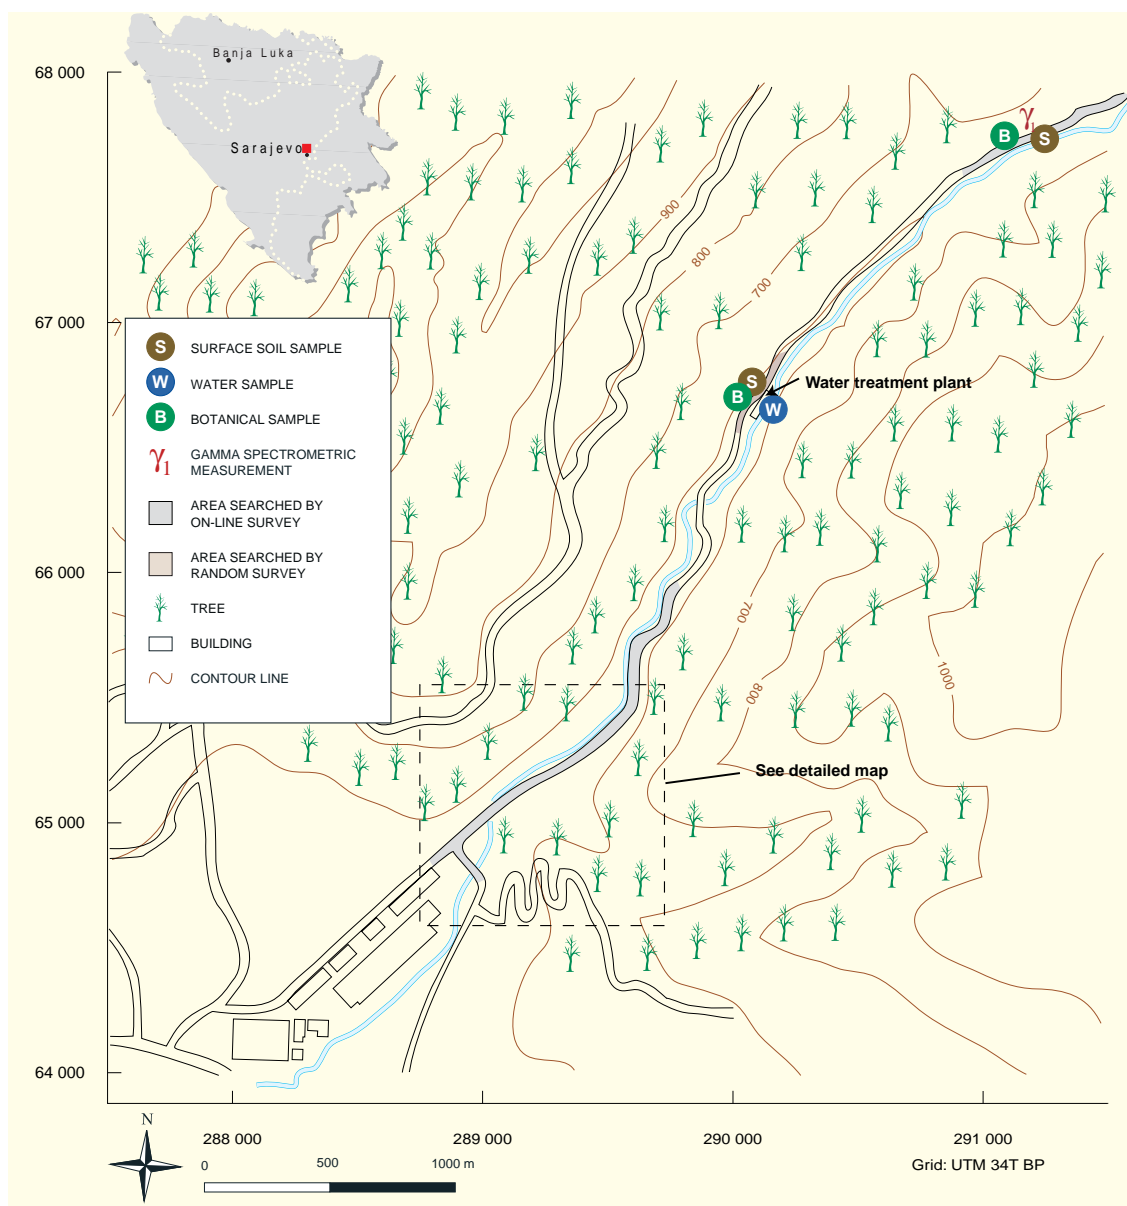 Banja Luka
Sarajevo
68 000
67 000
66 000
65 000
64 000
B
γ1
S
900
800
700
S
B
W
Water treatment plant
S SURFACE SOIL SAMPLE
W WATER SAMPLE
B BOTANICAL SAMPLE
γ1 GAMMA SPECTROMETRIC
MEASUREMENT
AREA SEARCHED BY
ON-LINE SURVEY
AREA SEARCHED BY
RANDOM SURVEY
TREE
BUILDING
CONTOUR LINE
700
800
1000
See detailed map
288 000
289 000
290 000
291 000
N
0
500
1000 m
Grid: UTM 34T BP